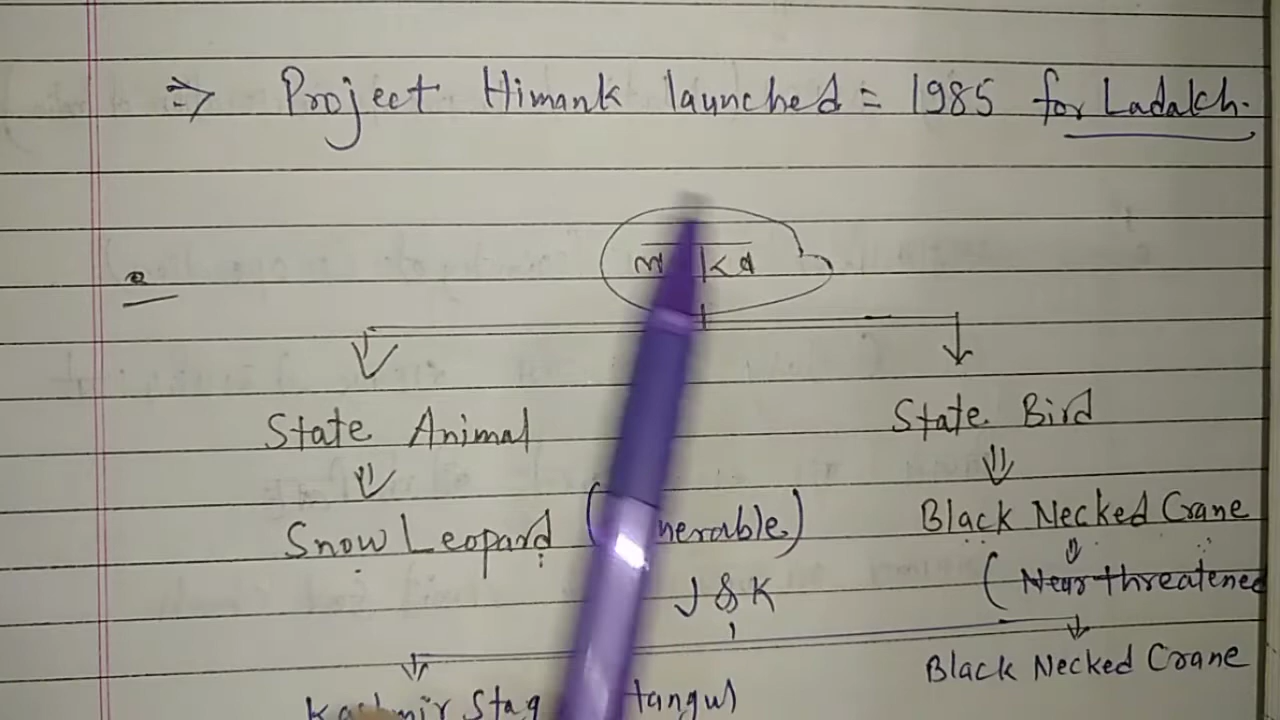 ⇒ Project Himank launched = 1985 for Ladakh.
State Animal State Bird
Snow Leopard ( nerable) Black Necked Crane
J & K (Near threatened
Black Necked Crane
Kashmir Stag tangul